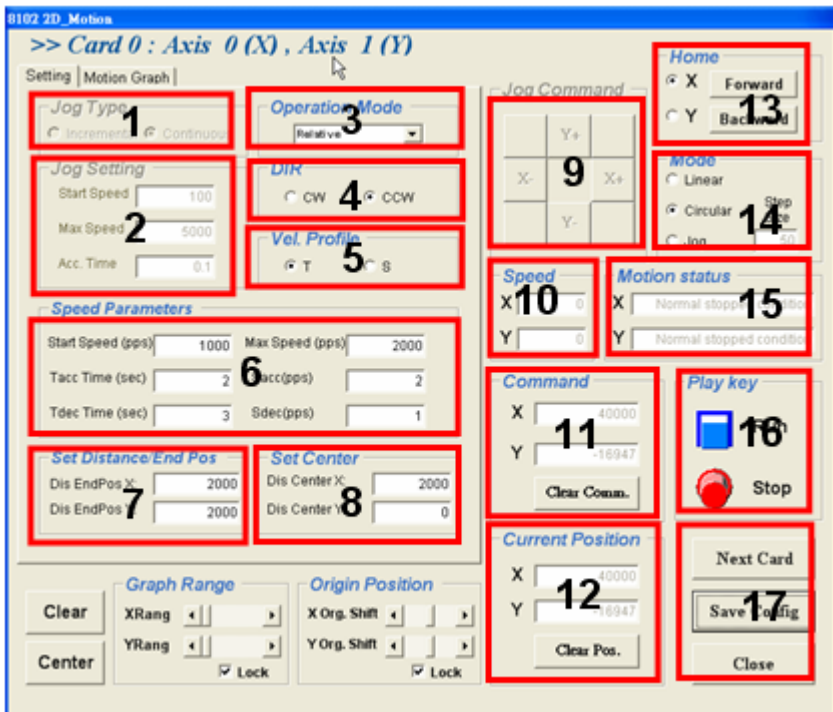 8102 2D_Motion
>> Card 0 : Axis 0 (X) , Axis 1 (Y)
Setting
Motion Graph
Jog Type
1
Continuous
Jog Setting
Start Speed 100
Max Speed 5000
2
Acc. Time 0.1
Operation Mode
3
Relative
DIR
CW
4
CCW
Vel. Profile
T
5
S
Speed Parameters
Start Speed (pps) 1000 Max Speed (pps) 2000
Tacc Time (sec) 2
6
2
Tdec Time (sec) 3 Sdec(pps) 1
Set Distance/End Pos
Dis EndPos X: 2000
7
Dis EndPos 2000
Set Center
Dis Center X: 2000
8
Dis Center 0
Jog Command
Y+
X-
9
X+
Y-
Speed
X 0
10
Y 0
Command
X 40000
11
Y -16947
Clear Comm.
Current Position
X 40000
12
Y -16947
Clear Pos.
Home
X Forward
13
Y Backward
Mode
Linear
Circular
14
Step
Jog 50
Motion status
X Normal stopped condition
15
Y Normal stopped condition
Play key
16
Stop
Next Card
17
Save Config
Close
Clear
Center
Graph Range
XRang
YRang
Lock
Origin Position
X Org. Shift
Y Org. Shift
Lock